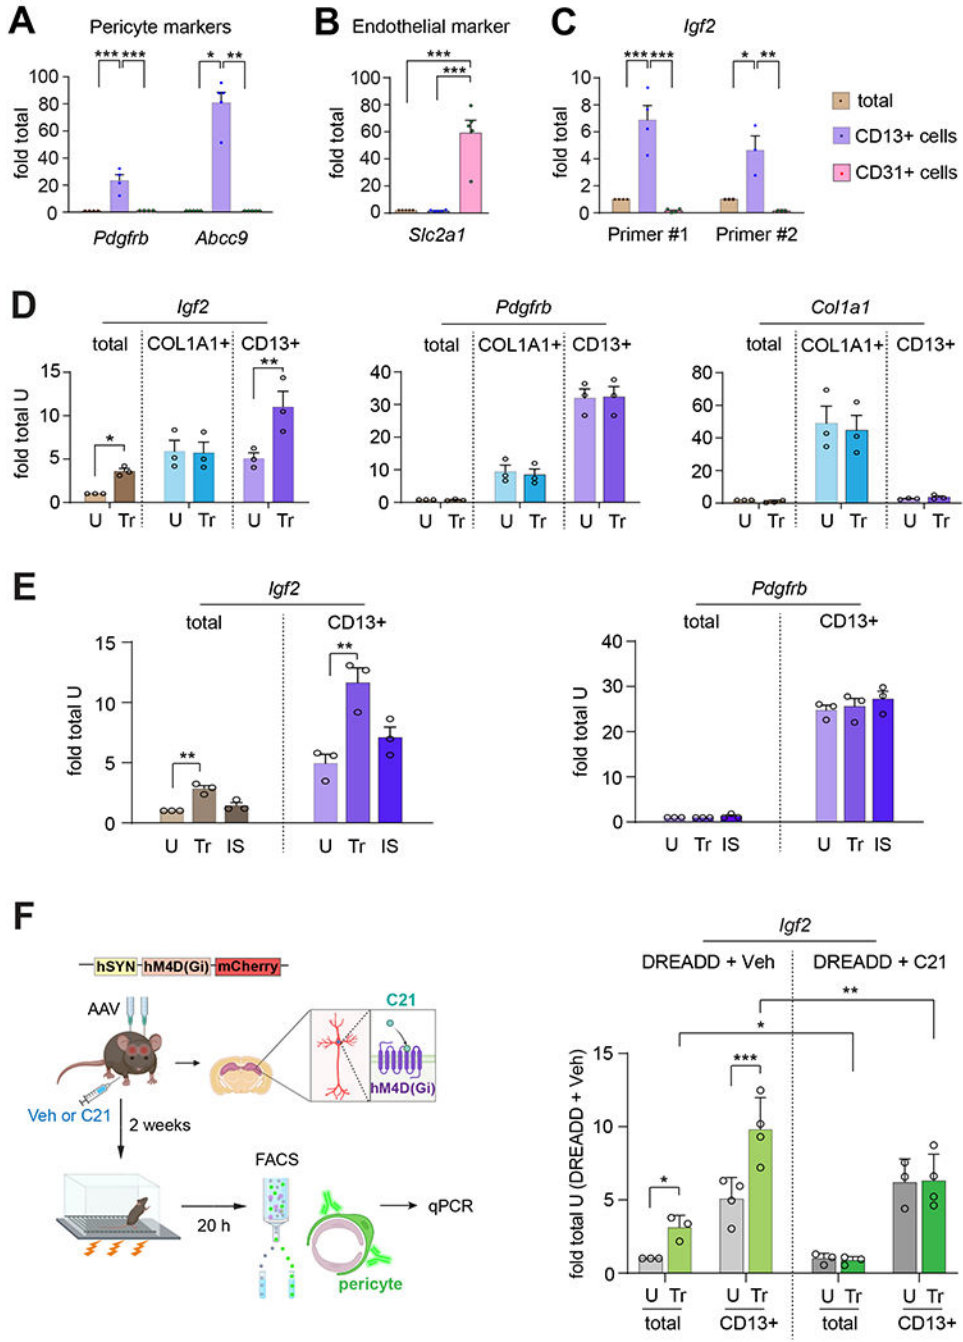 A
Pericyte markers
*** ***
* **
fold total
100
80
60
40
20
0
Pdgfrb
Abcc9
B
Endothelial marker
***
***
fold total
100
80
60
40
20
0
Slc2a1
C
Igf2
*** ***
* **
fold total
10
8
6
4
2
0
Primer #1
Primer #2
total
CD13+ cells
CD31+ cells
D
Igf2
total
COL1A1+
CD13+
*
**
fold total U
15
10
5
0
U Tr
U Tr
U Tr
Pdgfrb
total
COL1A1+
CD13+
40
30
20
10
0
U Tr
U Tr
U Tr
Col1a1
total
COL1A1+
CD13+
80
60
40
20
0
U Tr
U Tr
U Tr
E
Igf2
total
CD13+
**
**
fold total U
15
10
5
0
U Tr IS
U Tr IS
Pdgfrb
total
CD13+
fold total U
40
30
20
10
0
U Tr IS
U Tr IS
F
hSYN hM4D(Gi) mCherry
AAV
Veh or C21
2 weeks
C21
hM4D(Gi)
20 h
FACS
pericyte
qPCR
Igf2
DREADD + Veh
DREADD + C21
**
*
***
*
fold total U (DREADD + Veh)
15
10
5
0
U Tr
U Tr
U Tr
U Tr
total
CD13+
total
CD13+